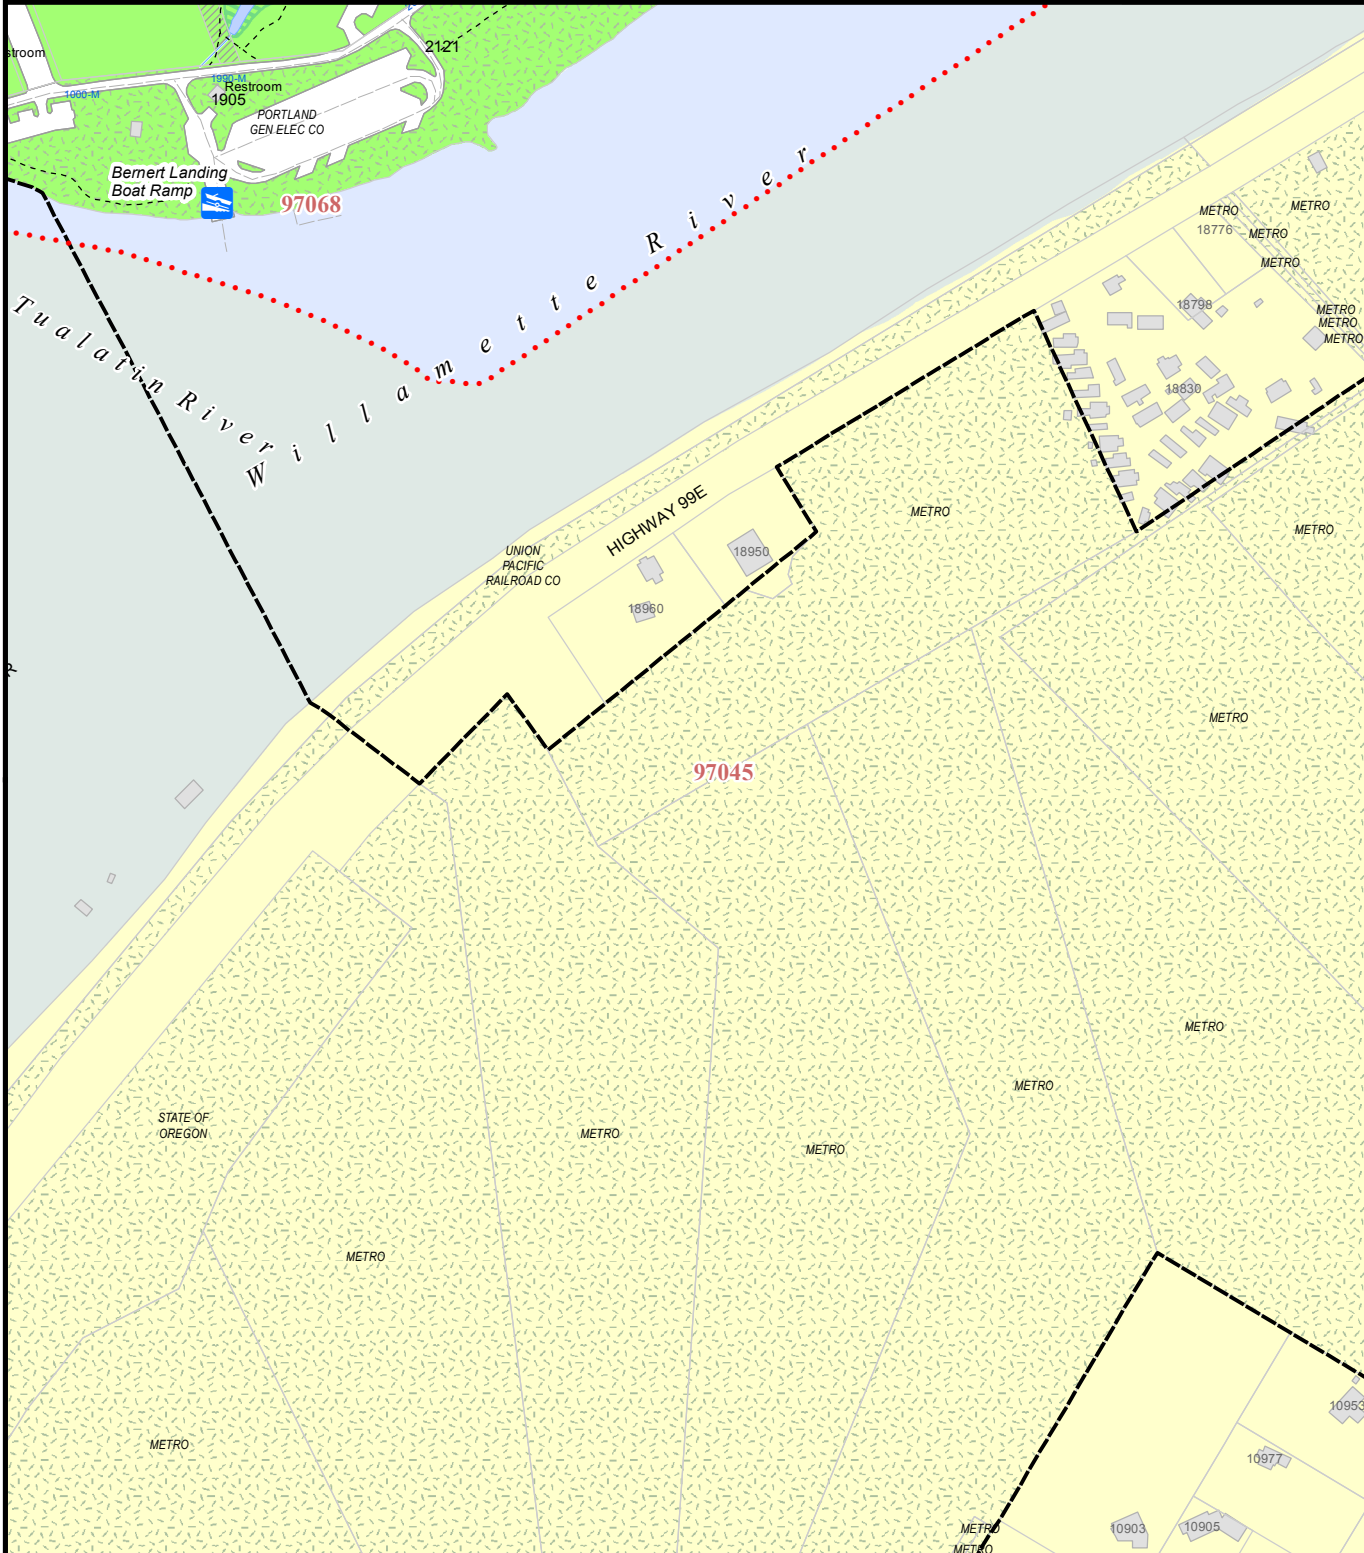 2121
stroom
1990-M
Restroom
1000-M
1905
PORTLAND
GEN ELEC CO
Bernert Landing
Boat Ramp
97068
Willamette River
Tualatin River
METRO
METRO
18776
METRO
METRO
18798
METRO
METRO
METRO
18830
HIGHWAY 99E
METRO
METRO
UNION
PACIFIC
RAILROAD CO
18950
18960
METRO
97045
METRO
METRO
STATE OF
OREGON
METRO
METRO
METRO
10953
METRO
10977
METRO
10903
10905
METRO